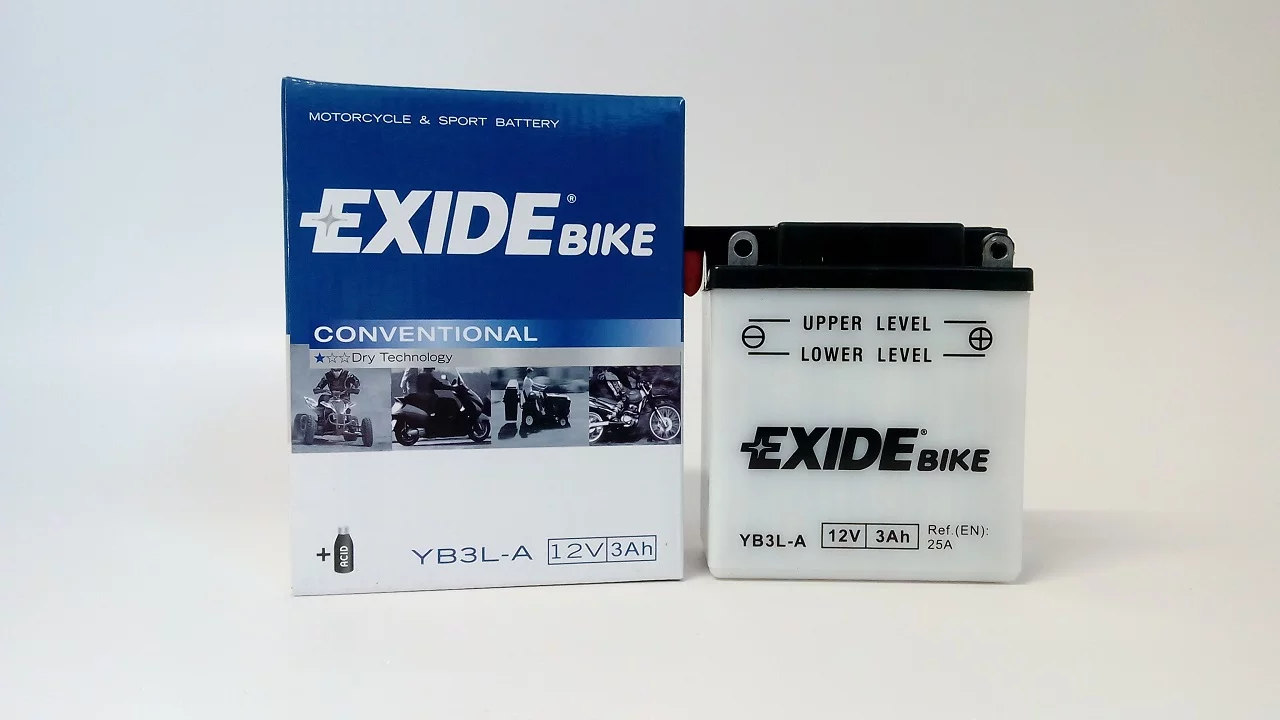 MOTORCYCLE & SPORT BATTERY
EXIDE® BIKE
CONVENTIONAL
★☆☆Dry Technology
+ ACID
YB3L-A 12V 3Ah
⊖ UPPER LEVEL ⊕
LOWER LEVEL
EXIDE® BIKE
YB3L-A 12V 3Ah Ref.(EN):
25A